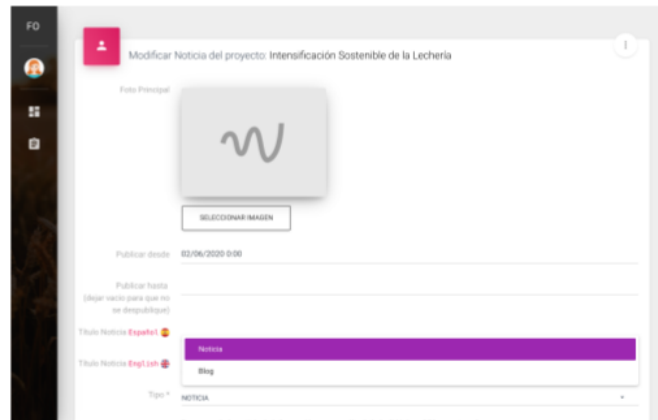 FO
Modificar Noticia del proyecto: Intensificación Sostenible de la Lechería
Foto Principal
SELECCIONAR IMAGEN
Publicar desde 02/06/2020 0:00
Publicar hasta
(dejar vacio para que no
se despublique)
Título Noticia Español
Noticia
Título Noticia English
Blog
Tipo * NOTICIA